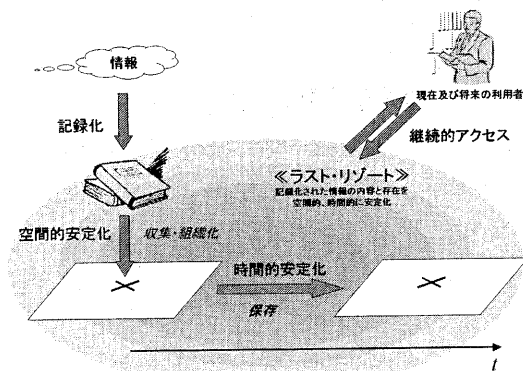 情報
現在及び将来の利用者
記録化
継続的アクセス
≪ラスト・リゾート≫
記録化された情報の内容と存在を
空間的、時間的に安定化
空間的安定化
収集・組織化
時間的安定化
保存
t